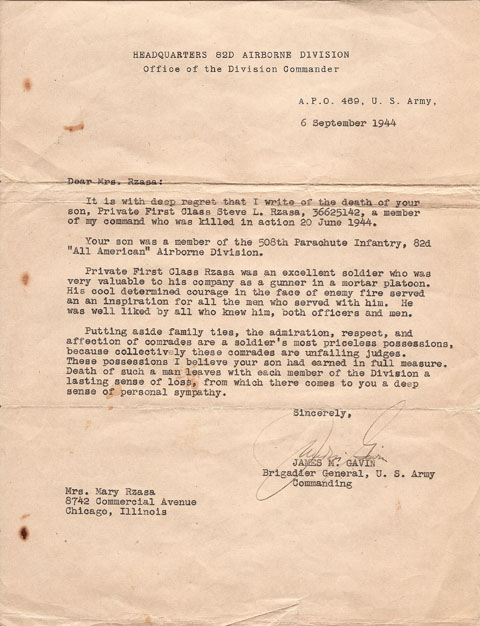 HEADQUARTERS 82D AIRBORNE DIVISION
Office of the Division Commander
A.P.O. 469, U. S. Army,
6 September 1944
Dear Mrs. Rzasa:
It is with deep regret that I write of the death of your
son, Private First Class Steve L. Rzasa, 36625142, a member of
my command who was killed in action 20 June 1944.
Your son was a member of the 508th Parachute Infantry, 82d
"All American" Airborne Division.
Private First Class Rzasa was an excellent soldier who was
very valuable to his company as a gunner in a mortar platoon.
His cool determined courage in the face of enemy fire served
an an inspiration for all the men who served with him.  He
was well liked by all who knew him, both officers and men.
Putting aside family ties, the admiration, respect, and
affection of comrades are a soldier's most priceless possessions,
because collectively these comrades are unfailing judges.
These possessions I believe your son had earned in full measure.
Death of such a man leaves with each member of the Division a
lasting sense of loss, from which there comes to you a deep
sense of personal sympathy.
Sincerely,
JAMES M. GAVIN
Brigadier General, U. S. Army
Commanding
Mrs. Mary Rzasa
8742 Commercial Avenue
Chicago, Illinois